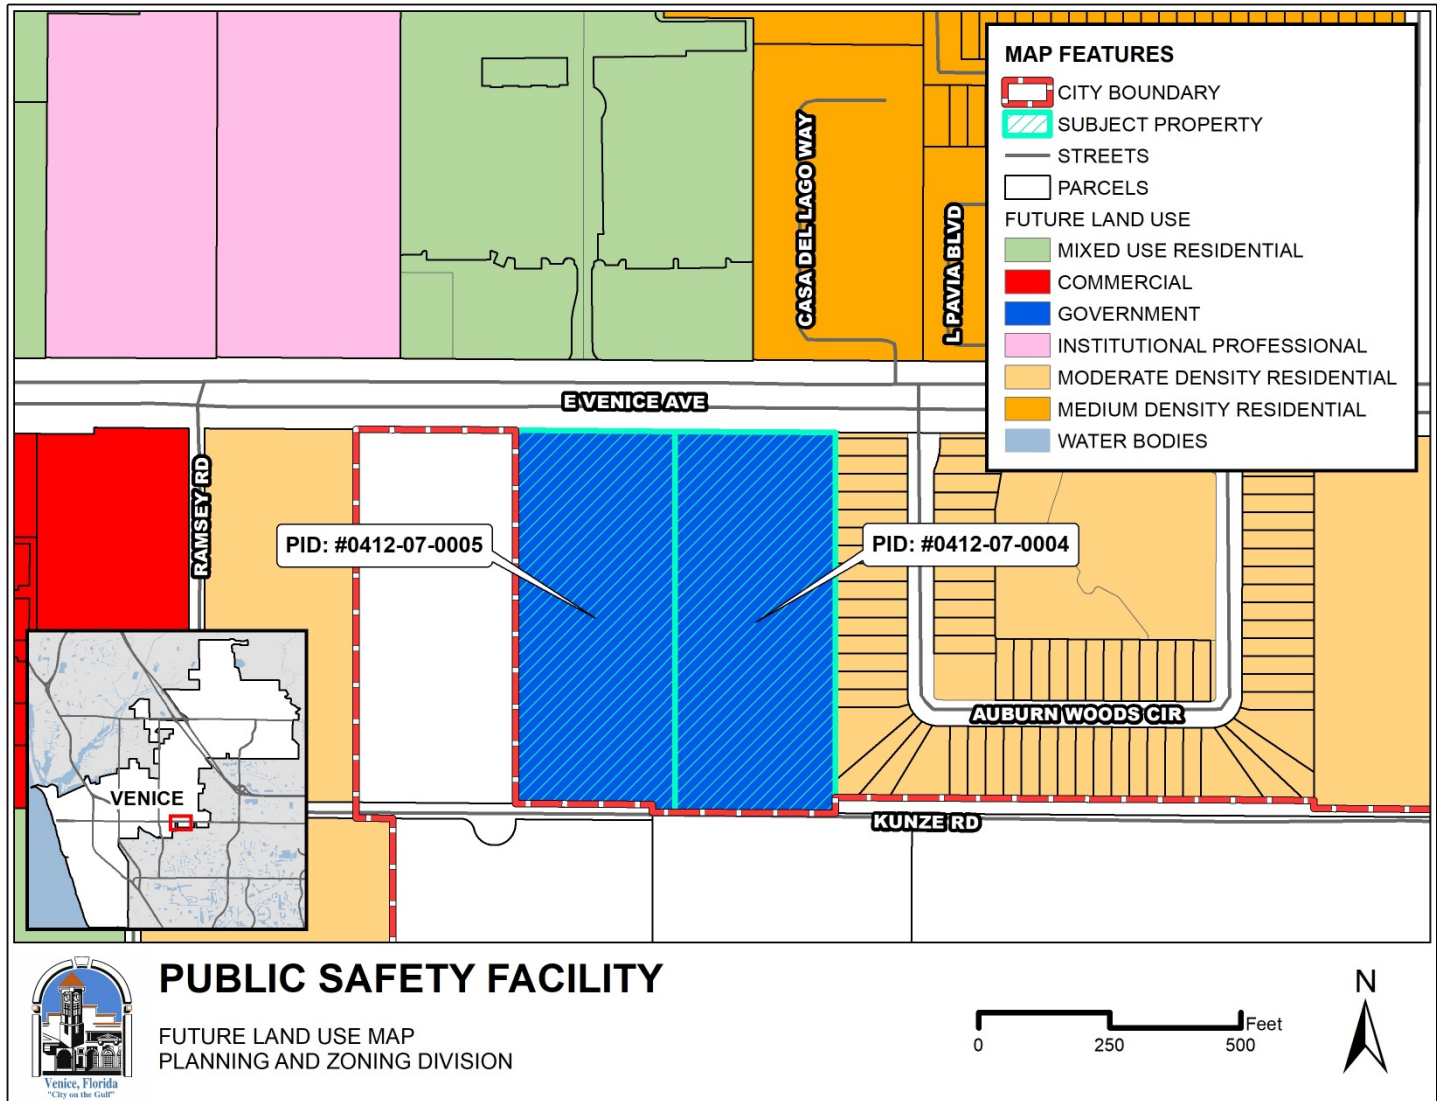 MAP FEATURES
CITY BOUNDARY
SUBJECT PROPERTY
STREETS
PARCELS
FUTURE LAND USE
MIXED USE RESIDENTIAL
COMMERCIAL
GOVERNMENT
INSTITUTIONAL PROFESSIONAL
MODERATE DENSITY RESIDENTIAL
MEDIUM DENSITY RESIDENTIAL
WATER BODIES
CASA DEL LAGO WAY
L PAVIA BLVD
E VENICE AVE
RAMSEY RD
PID: #0412-07-0005
PID: #0412-07-0004
AUBURN WOODS CIR
KUNZE RD
VENICE
PUBLIC SAFETY FACILITY
FUTURE LAND USE MAP
PLANNING AND ZONING DIVISION
Venice, Florida
"City on the Gulf"
Feet
0 250 500
N